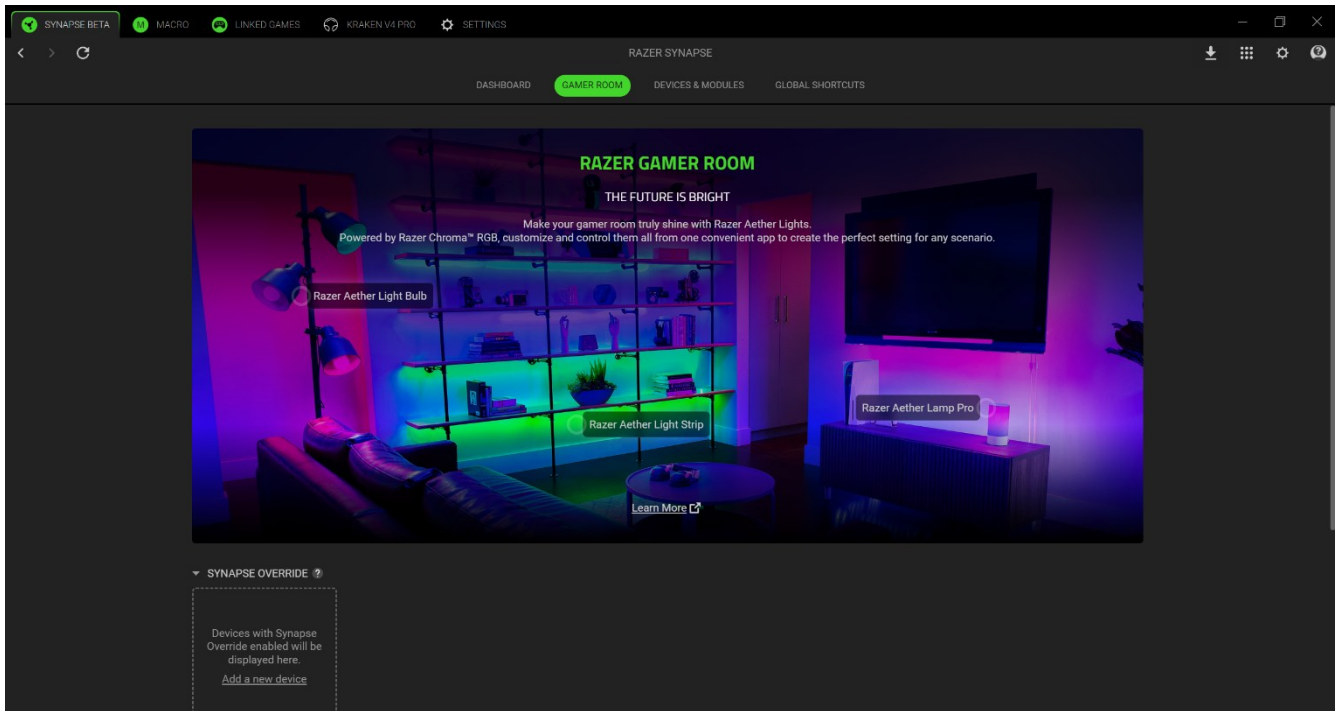 SYNAPSE BETA
MACRO
LINKED GAMES
KRAKEN V4 PRO
SETTINGS
RAZER SYNAPSE
DASHBOARD
GAMER ROOM
DEVICES & MODULES
GLOBAL SHORTCUTS
RAZER GAMER ROOM
THE FUTURE IS BRIGHT
Make your gamer room truly shine with Razer Aether Lights.
Powered by Razer Chroma™ RGB, customize and control them all from one convenient app to create the perfect setting for any scenario.
Razer Aether Light Bulb
Razer Aether Lamp Pro
Razer Aether Light Strip
Learn More
SYNAPSE OVERRIDE ?
Devices with Synapse
Override enabled will be
displayed here.
Add a new device